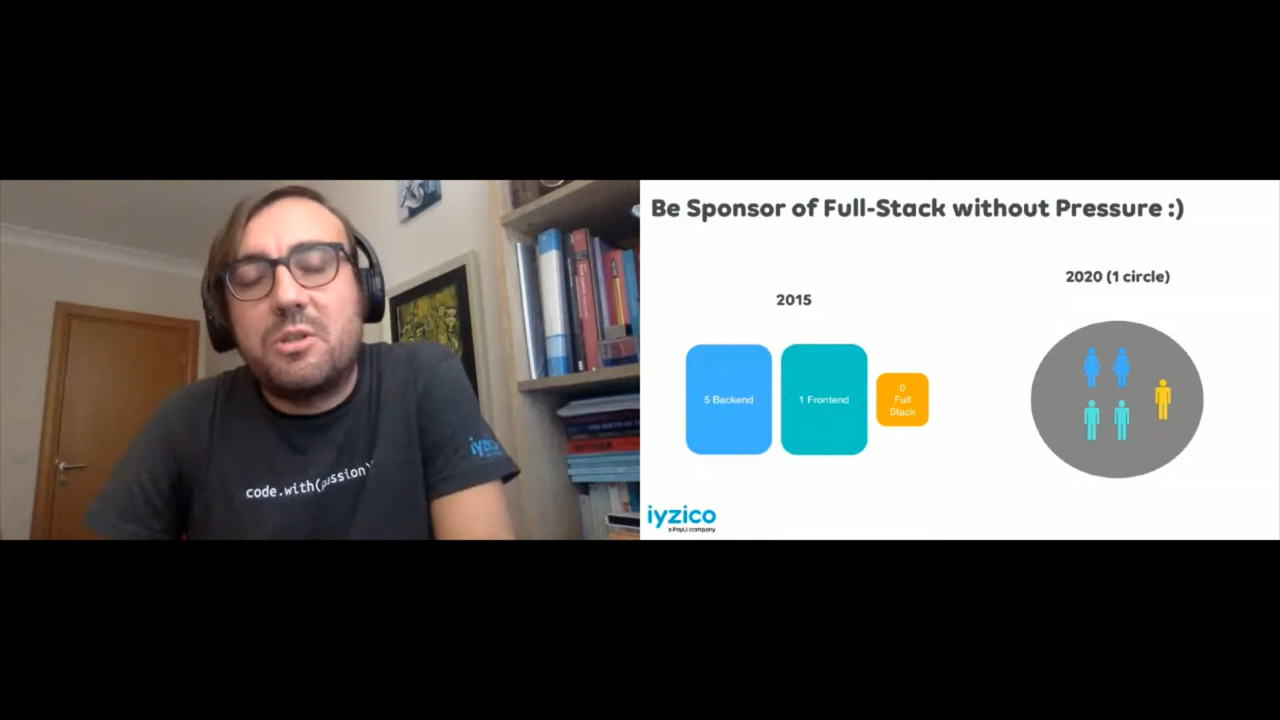 Be Sponsor of Full-Stack without Pressure :)
2015
2020 (1 circle)
5 Backend
1 Frontend
0
Full
Stack
iyzico
a PayU company
iyzico
code.with(passion)